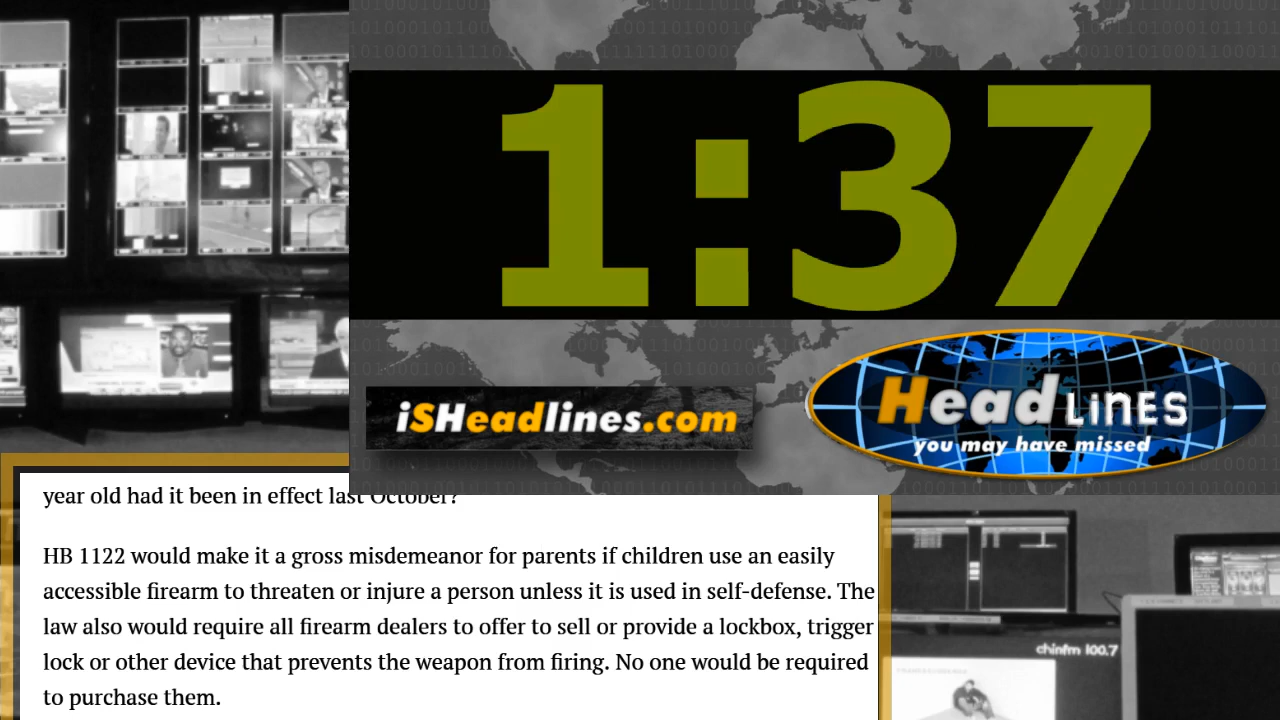 1:37
iSHeadlines.com
HeadLiNES
you may have missed
year old had it been in effect last October?
HB 1122 would make it a gross misdemeanor for parents if children use an easily
accessible firearm to threaten or injure a person unless it is used in self-defense. The
law also would require all firearm dealers to offer to sell or provide a lockbox, trigger
lock or other device that prevents the weapon from firing. No one would be required
to purchase them.
chinfm 100.7